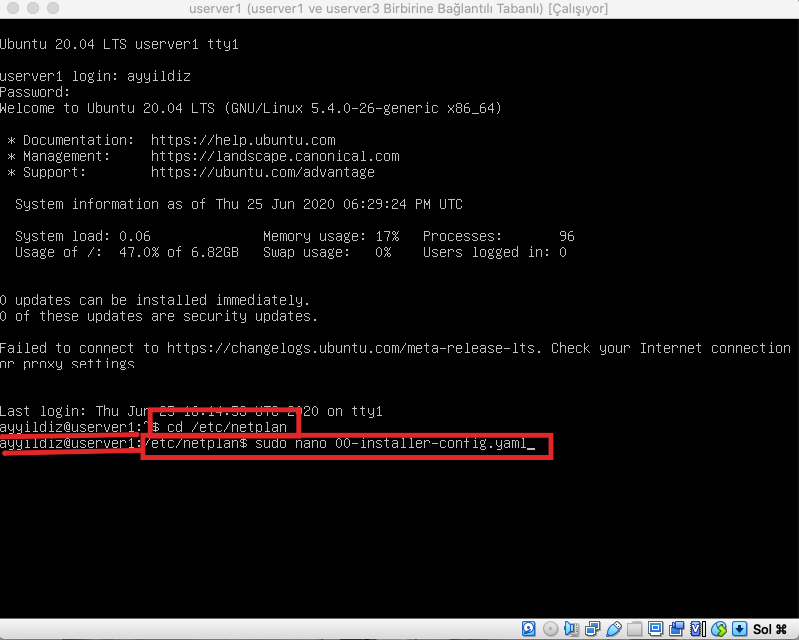 userver1 (userver1 ve userver3 Birbirine Bağlantılı Tabanlı) [Çalışıyor]
Ubuntu 20.04 LTS userver1 tty1
userver1 login: ayyildiz
Password:
Welcome to Ubuntu 20.04 LTS (GNU/Linux 5.4.0-26-generic x86_64)
* Documentation:  https://help.ubuntu.com
* Management:     https://landscape.canonical.com
* Support:        https://ubuntu.com/advantage
System information as of Thu 25 Jun 2020 06:29:24 PM UTC
System load: 0.06              Memory usage: 17%   Processes:       96
Usage of /:  47.0% of 6.82GB   Swap usage:   0%    Users logged in: 0
0 updates can be installed immediately.
0 of these updates are security updates.
Failed to connect to https://changelogs.ubuntu.com/meta-release-lts. Check your Internet connection
or proxy settings
Last login: Thu Jun 25 18:14:53 UTC 2020 on tty1
ayyildiz@userver1:~$ cd /etc/netplan
ayyildiz@userver1:/etc/netplan$ sudo nano 00-installer-config.yaml_
Sol ⌘